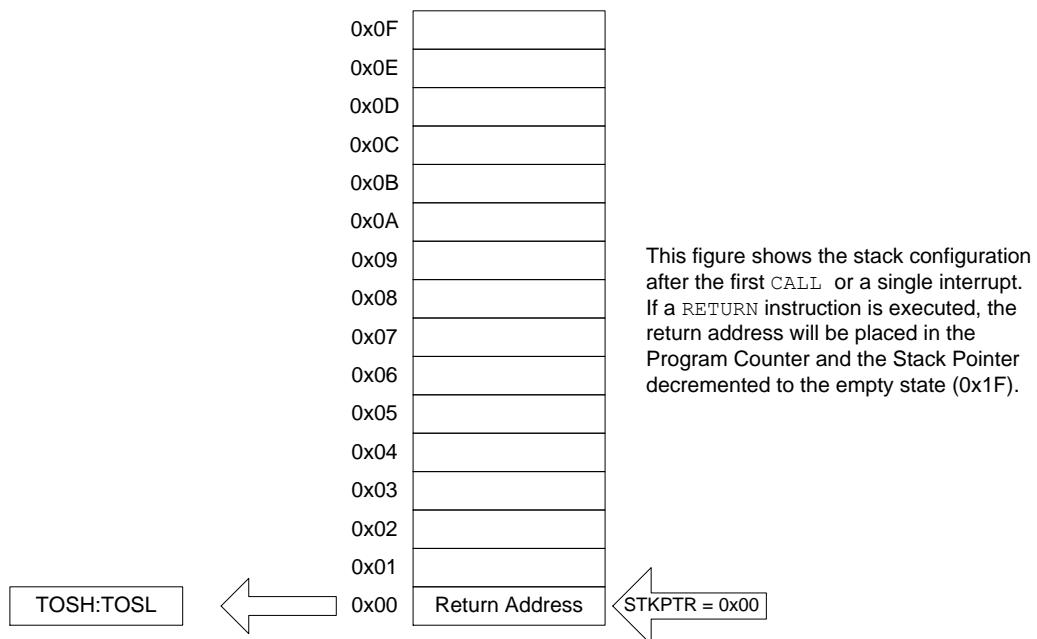 0x0F
0x0E
0x0D
0x0C
0x0B
0x0A
0x09
0x08
0x07
0x06
0x05
0x04
0x03
0x02
0x01
TOSH:TOSL 0x00 Return Address STKPTR = 0x00
This figure shows the stack configuration
after the first CALL or a single interrupt.
If a RETURN instruction is executed, the
return address will be placed in the
Program Counter and the Stack Pointer
decremented to the empty state (0x1F).